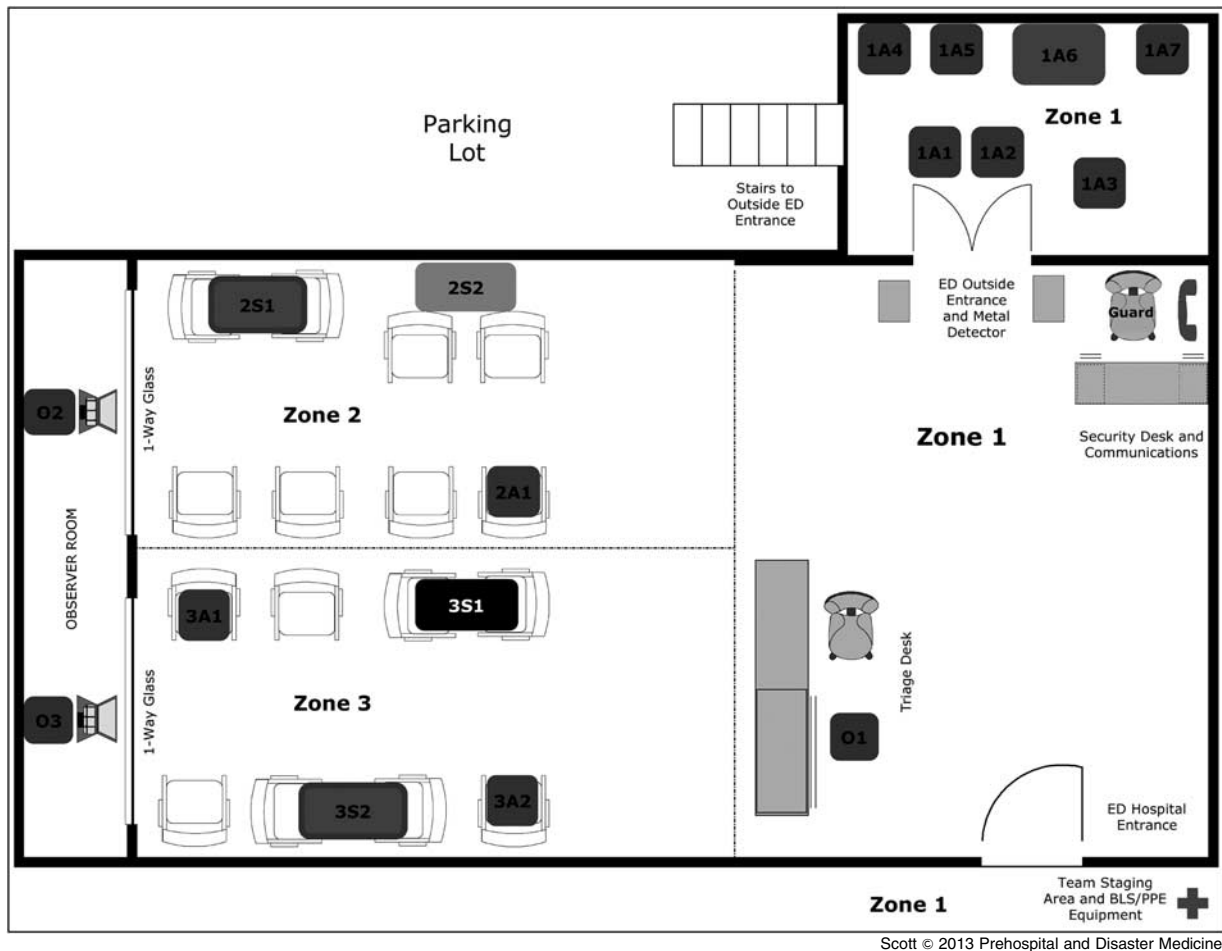 1A4
1A5
1A6
1A7
Zone 1
1A1
1A2
1A3
Parking
Lot
Stairs to
Outside ED
Entrance
ED Outside
Entrance
and Metal
Detector
Guard
Security Desk and
Communications
2S1
2S2
O2
1-Way Glass
Zone 2
2A1
Zone 1
OBSERVER ROOM
3A1
3S1
O3
1-Way Glass
Zone 3
3S2
3A2
Triage Desk
O1
ED Hospital
Entrance
Zone 1
Team Staging
Area and BLS/PPE
Equipment
Scott © 2013 Prehospital and Disaster Medicine